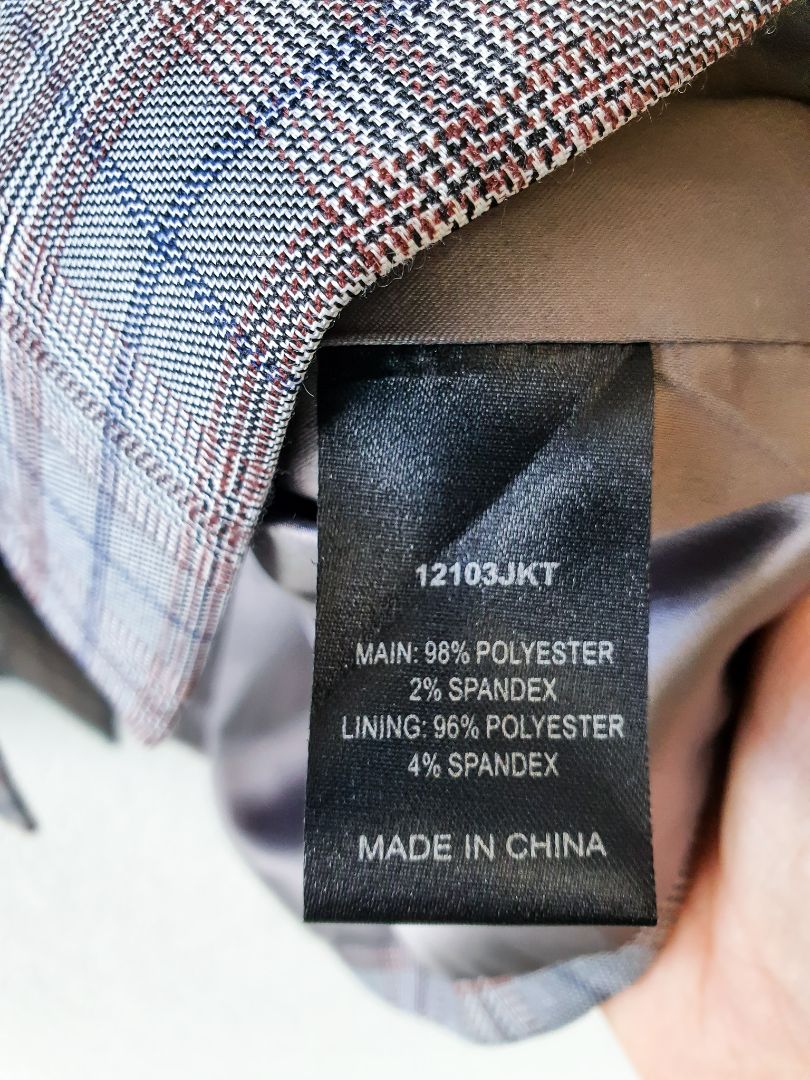 12103JKT
MAIN: 98% POLYESTER
2% SPANDEX
LINING: 96% POLYESTER
4% SPANDEX
MADE IN CHINA